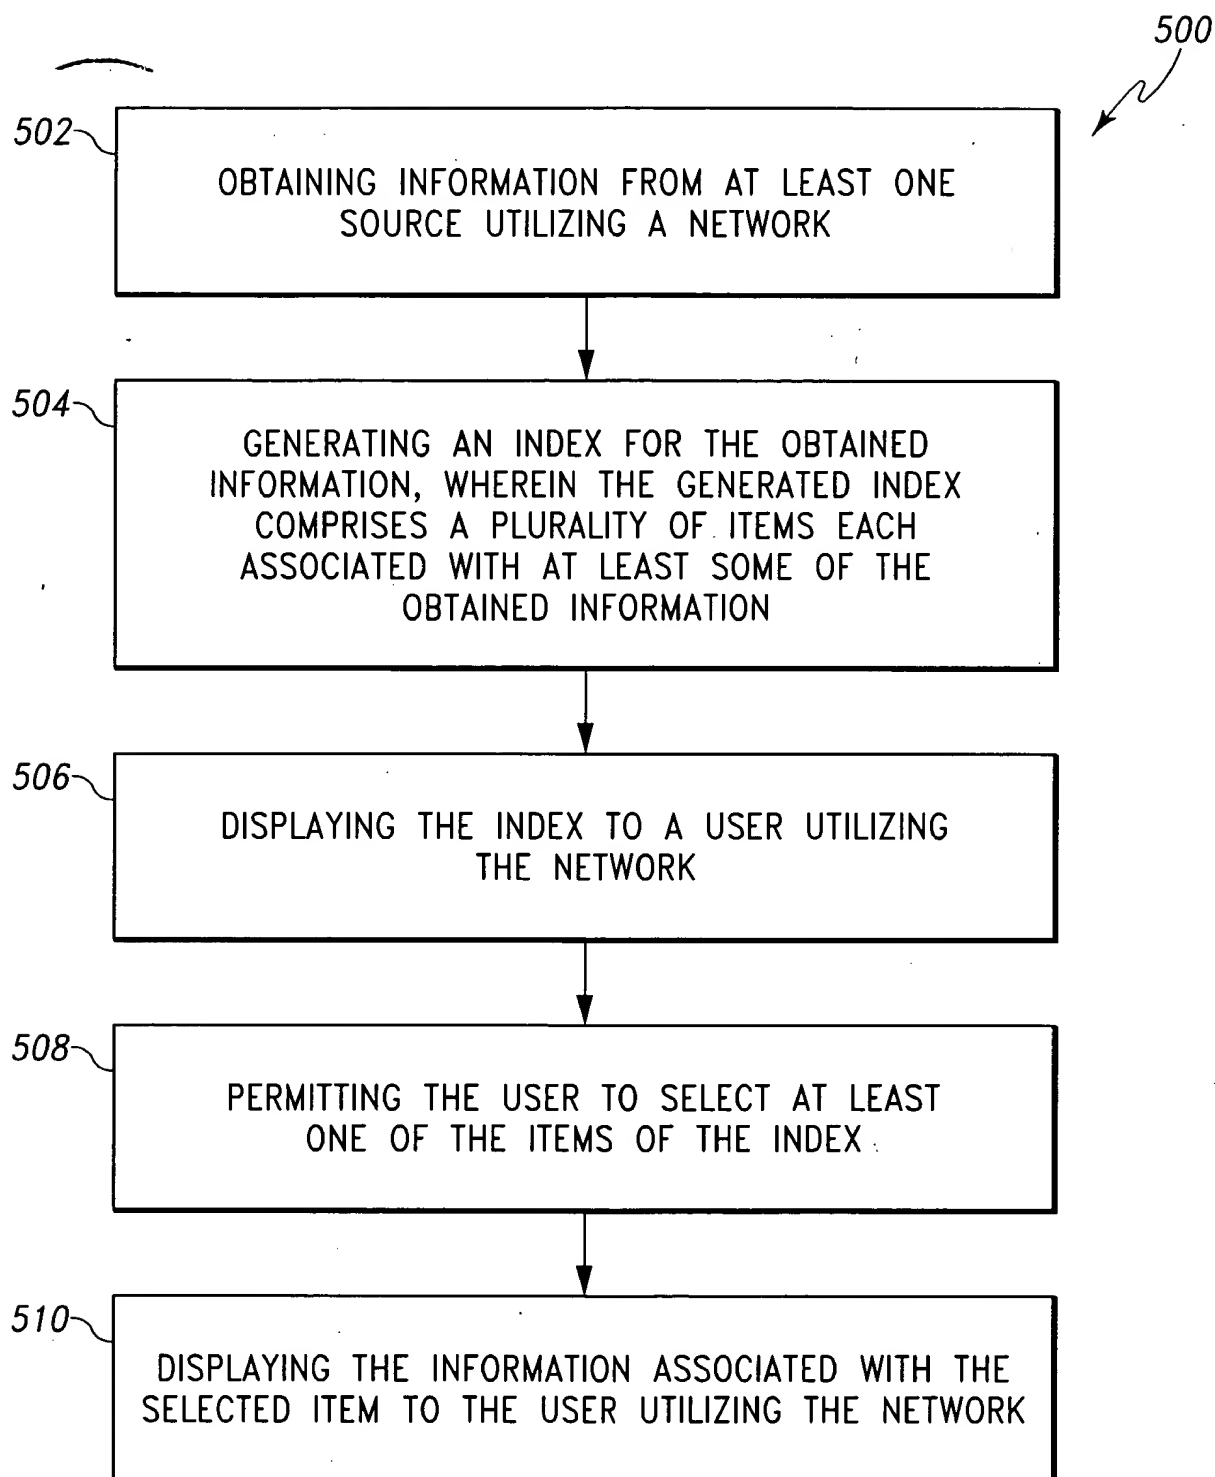 500
502
OBTAINING INFORMATION FROM AT LEAST ONE
SOURCE UTILIZING A NETWORK
504
GENERATING AN INDEX FOR THE OBTAINED
INFORMATION, WHEREIN THE GENERATED INDEX
COMPRISES A PLURALITY OF ITEMS EACH
ASSOCIATED WITH AT LEAST SOME OF THE
OBTAINED INFORMATION
506
DISPLAYING THE INDEX TO A USER UTILIZING
THE NETWORK
508
PERMITTING THE USER TO SELECT AT LEAST
ONE OF THE ITEMS OF THE INDEX
510
DISPLAYING THE INFORMATION ASSOCIATED WITH THE
SELECTED ITEM TO THE USER UTILIZING THE NETWORK